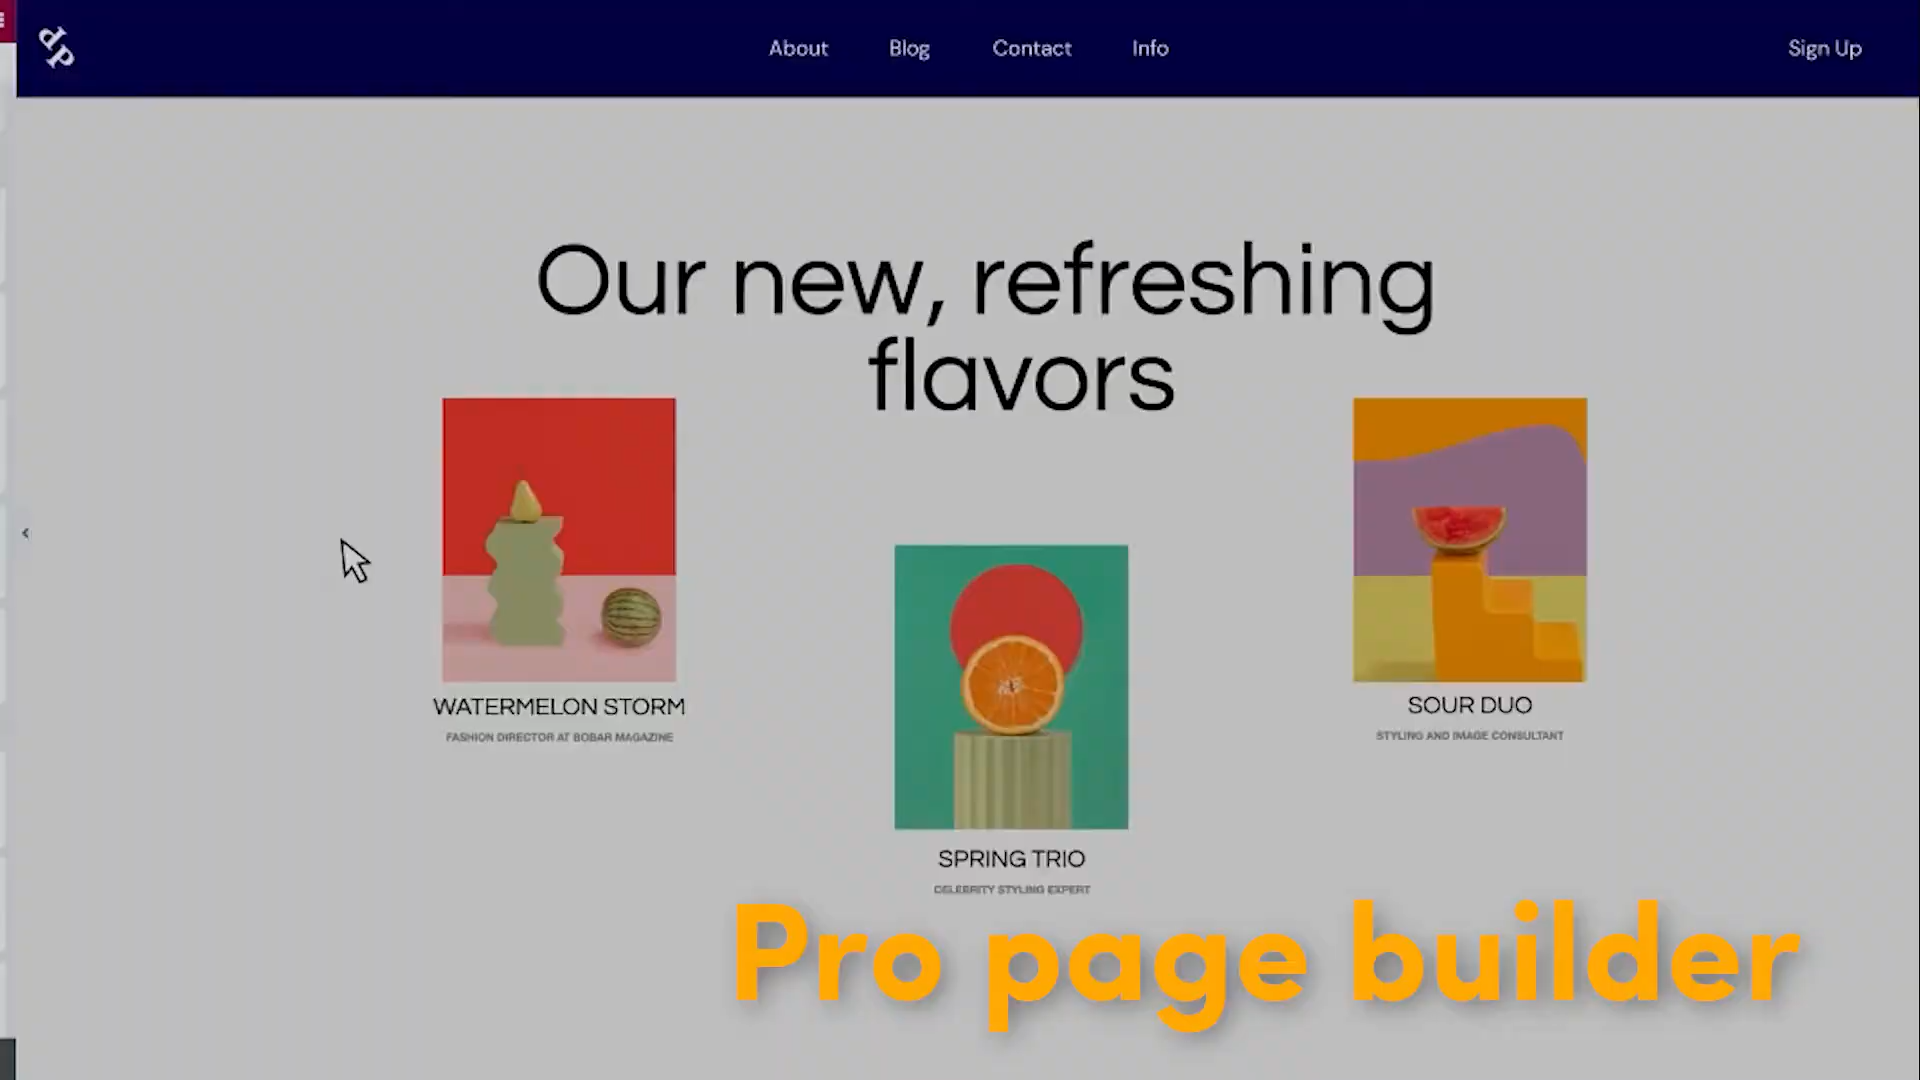 dp
About Blog Contact Info Sign Up
Our new, refreshing
flavors
WATERMELON STORM
FASHION DIRECTOR AT BOBAR MAGAZINE
SPRING TRIO
CELEBRITY STYLING EXPERT
SOUR DUO
STYLING AND IMAGE CONSULTANT
Pro page builder